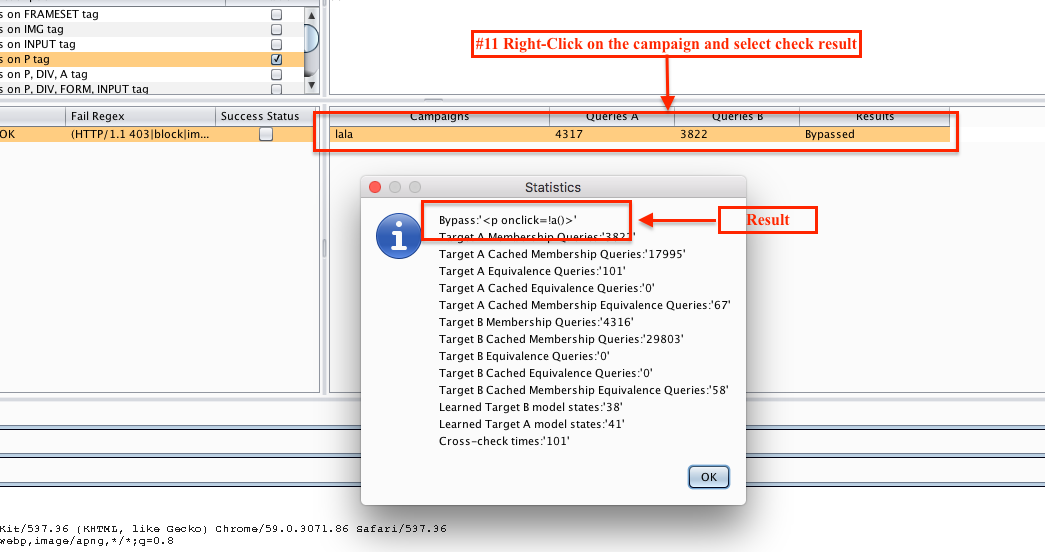 s on FRAMESET tag
s on IMG tag
s on INPUT tag
s on P tag
s on P, DIV, A tag
s on P, DIV, FORM, INPUT tag
#11 Right-Click on the campaign and select check result
Fail Regex Success Status Campaigns Queries A Queries B Results
OK (HTTP/1.1 403|block|im... lala 4317 3822 Bypassed
Statistics
Bypass:'<p onclick=!a()>'
Result
Target A Membership Queries:'3821'
Target A Cached Membership Queries:'17995'
Target A Equivalence Queries:'101'
Target A Cached Equivalence Queries:'0'
Target A Cached Membership Equivalence Queries:'67'
Target B Membership Queries:'4316'
Target B Cached Membership Queries:'29803'
Target B Equivalence Queries:'0'
Target B Cached Equivalence Queries:'0'
Target B Cached Membership Equivalence Queries:'58'
Learned Target B model states:'38'
Learned Target A model states:'41'
Cross-check times:'101'
OK
Kit/537.36 (KHTML, like Gecko) Chrome/59.0.3071.86 Safari/537.36
webp,image/apng,*/*;q=0.8